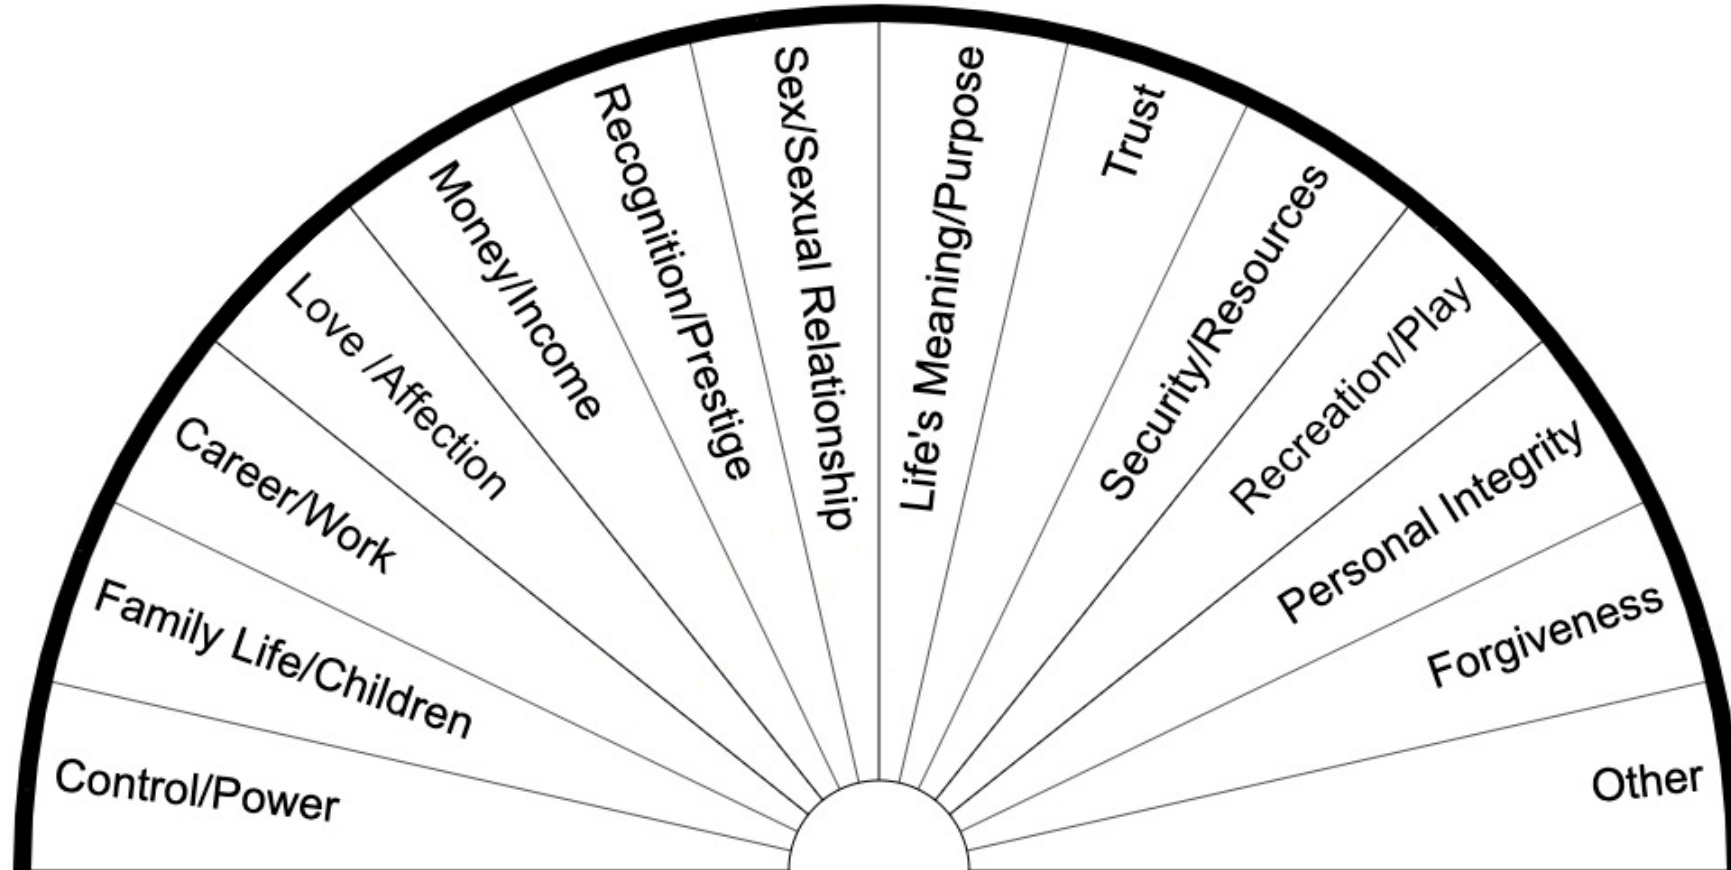 Control/Power
Family Life/Children
Career/Work
Love /Affection
Money/Income
Recognition/Prestige
Sex/Sexual Relationship
Life's Meaning/Purpose
Trust
Security/Resources
Recreation/Play
Personal Integrity
Forgiveness
Other